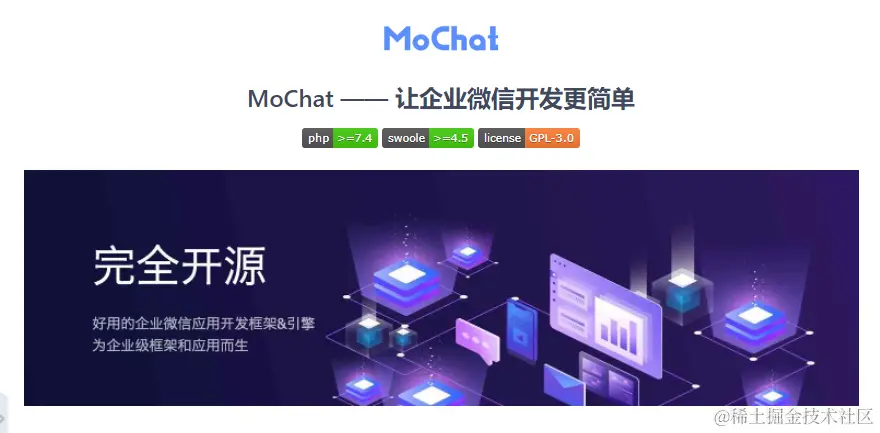 MoChat
MoChat —— 让企业微信开发更简单
php >=7.4 swoole >=4.5 license GPL-3.0
完全开源
好用的企业微信应用开发框架&引擎
为企业级框架和应用而生
@稀土掘金技术社区